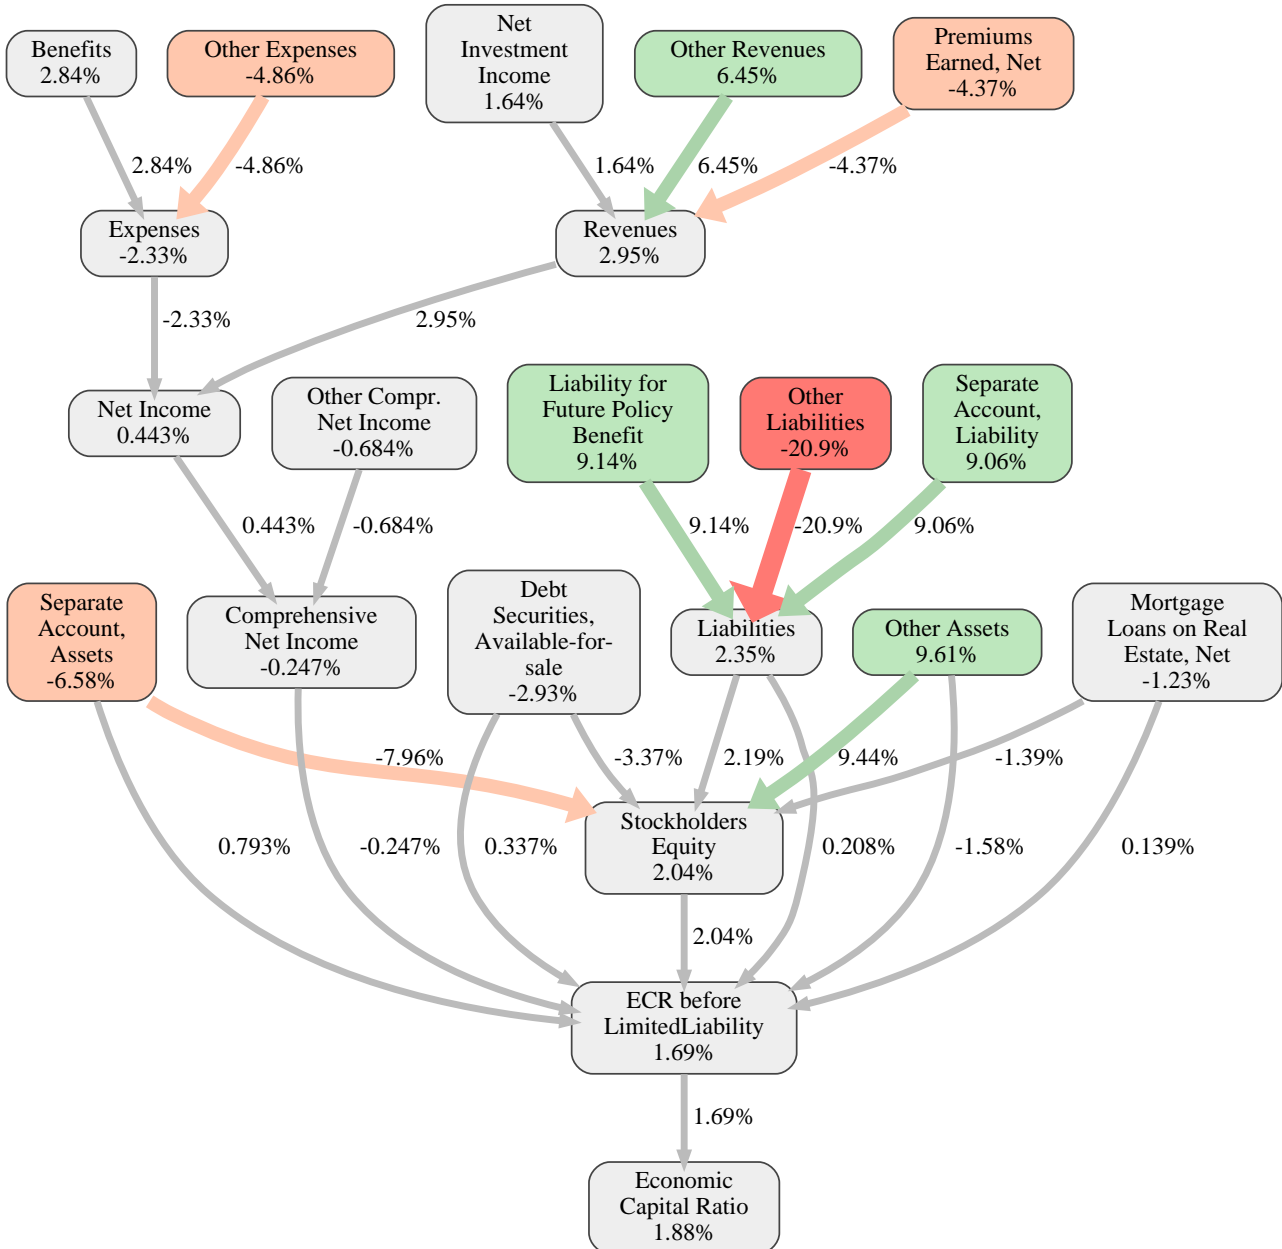 Benefits
2.84%
Other Expenses
-4.86%
Net
Investment
Income
1.64%
Other Revenues
6.45%
Premiums
Earned, Net
-4.37%
2.84%
-4.86%
1.64%
6.45%
-4.37%
Expenses
-2.33%
Revenues
2.95%
-2.33%
2.95%
Net Income
0.443%
Other Compr.
Net Income
-0.684%
Liability for
Future Policy
Benefit
9.14%
Other
Liabilities
-20.9%
Separate
Account,
Liability
9.06%
0.443%
-0.684%
9.14%
-20.9%
9.06%
Separate
Account,
Assets
-6.58%
Comprehensive
Net Income
-0.247%
Debt
Securities,
Available-for-
sale
-2.93%
Liabilities
2.35%
Other Assets
9.61%
Mortgage
Loans on Real
Estate, Net
-1.23%
-7.96%
-3.37%
2.19%
9.44%
-1.39%
Stockholders
Equity
2.04%
0.793%
-0.247%
0.337%
0.208%
-1.58%
0.139%
2.04%
ECR before
LimitedLiability
1.69%
1.69%
Economic
Capital Ratio
1.88%